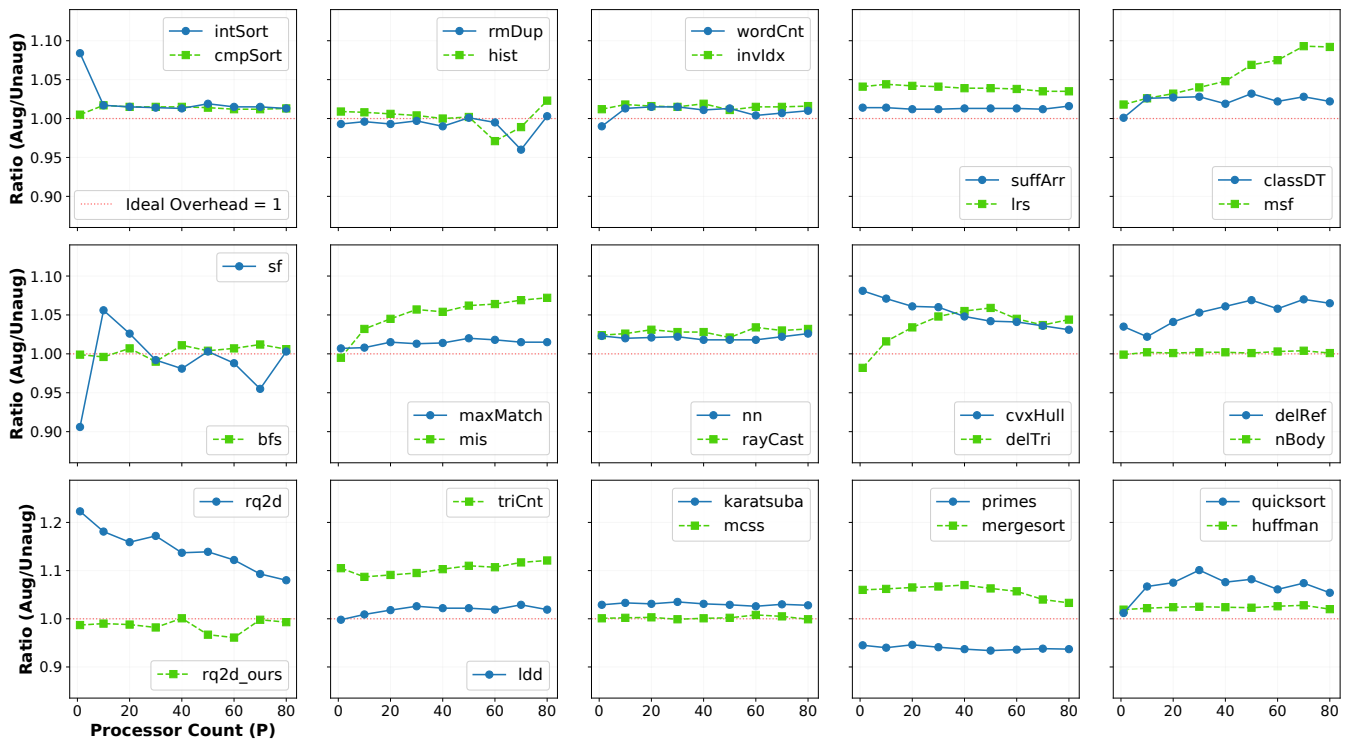 Ratio (Aug/Unaug)
1.10
1.05
1.00
0.95
0.90
intSort
cmpSort
Ideal Overhead = 1
rmDup
hist
wordCnt
invIdx
suffArr
lrs
classDT
msf
Ratio (Aug/Unaug)
1.10
1.05
1.00
0.95
0.90
sf
bfs
maxMatch
mis
nn
rayCast
cvxHull
delTri
delRef
nBody
Ratio (Aug/Unaug)
1.2
1.1
1.0
0.9
rq2d
rq2d_ours
triCnt
ldd
karatsuba
mcss
primes
mergesort
quicksort
huffman
0 20 40 60 80
0 20 40 60 80
0 20 40 60 80
0 20 40 60 80
0 20 40 60 80
Processor Count (P)